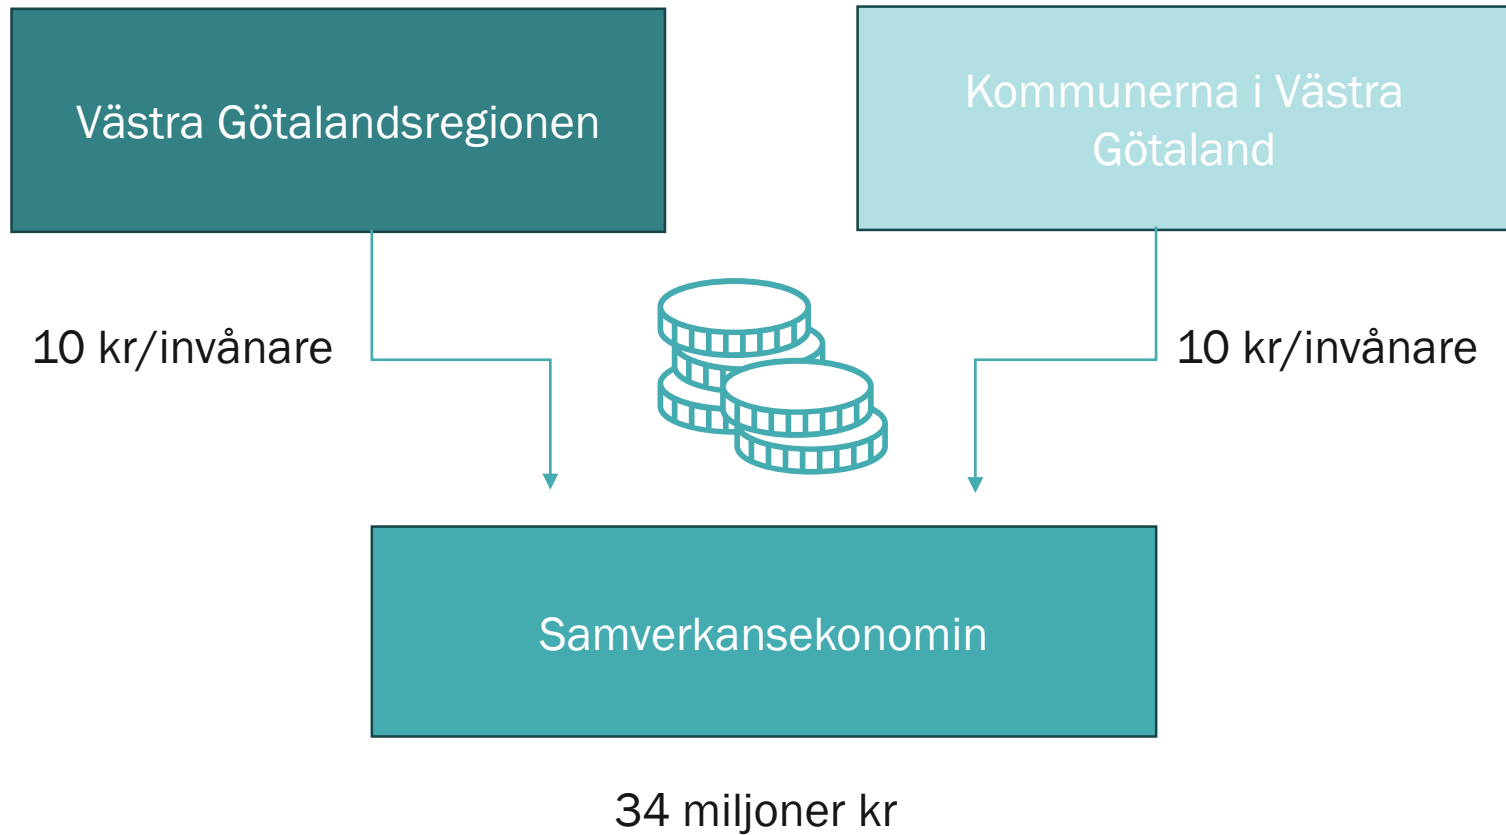 Västra Götalandsregionen
Kommunerna i Västra
Götaland
10 kr/invånare
10 kr/invånare
Samverkansekonomin
34 miljoner kr